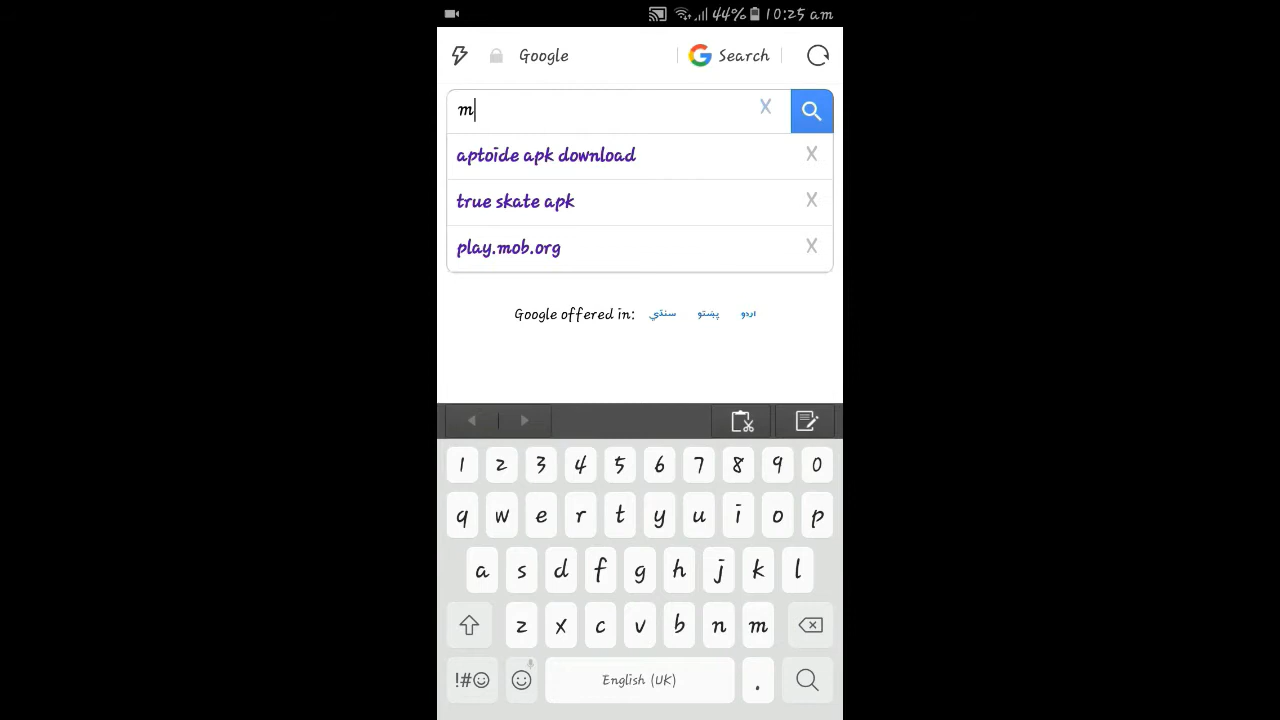 44% 10:25 am
Google Search
m X
aptoide apk download X
true skate apk X
play.mob.org X
Google offered in: سنڌي پښتو اردو
1 2 3 4 5 6 7 8 9 0
q w e r t y u i o p
a s d f g h j k l
z x c v b n m
!#☺ English (UK) .